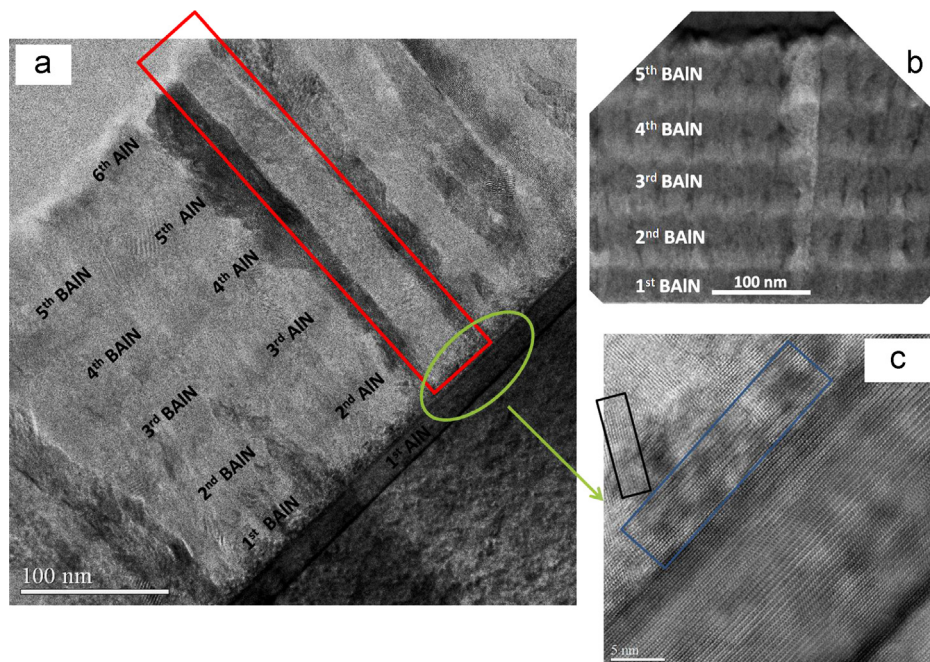 a
6th AlN
5th AlN
4th AlN
3rd AlN
2nd AlN
1st AlN
5th BAlN
4th BAlN
3rd BAlN
2nd BAlN
1st BAlN
100 nm
b
5th BAlN
4th BAlN
3rd BAlN
2nd BAlN
1st BAlN
100 nm
c
5 nm